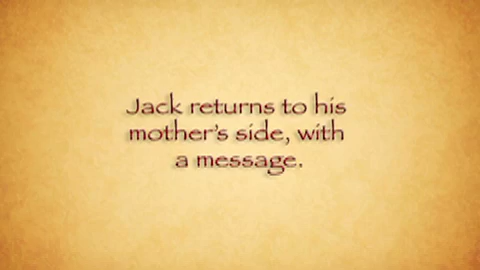 Jack returns to his
mother's side, with
a message.